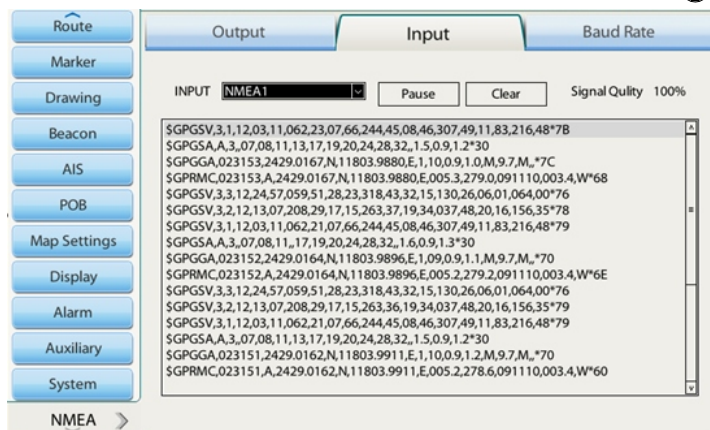 Route
Marker
Drawing
Beacon
AIS
POB
Map Settings
Display
Alarm
Auxiliary
System
NMEA
Output
Input
Baud Rate
INPUT NMEA1 Pause Clear Signal Qulity 100%
$GPGSV,3,1,12,03,11,062,23,07,66,244,45,08,46,307,49,11,83,216,48*7B
$GPGSA,A,3,,07,08,11,13,17,19,20,24,28,32,,1.5,0.9,1.2*30
$GPGGA,023153,2429.0167,N,11803.9880,E,1,10,0.9,1.0,M,9.7,M,,*7C
$GPRMC,023153,A,2429.0167,N,11803.9880,E,005.3,279.0,091110,003.4,W*68
$GPGSV,3,3,12,24,57,059,51,28,23,318,43,32,15,130,26,06,01,064,00*76
$GPGSV,3,2,12,13,07,208,29,17,15,263,37,19,34,037,48,20,16,156,35*78
$GPGSV,3,1,12,03,11,062,21,07,66,244,45,08,46,307,49,11,83,216,48*79
$GPGSA,A,3,,07,08,11,,17,19,20,24,28,32,,1.6,0.9,1.3*30
$GPGGA,023152,2429.0164,N,11803.9896,E,1,09,0.9,1.1,M,9.7,M,,*70
$GPRMC,023152,A,2429.0164,N,11803.9896,E,005.2,279.2,091110,003.4,W*6E
$GPGSV,3,3,12,24,57,059,51,28,23,318,43,32,15,130,26,06,01,064,00*76
$GPGSV,3,2,12,13,07,208,29,17,15,263,36,19,34,037,48,20,16,156,35*79
$GPGSV,3,1,12,03,11,062,21,07,66,244,45,08,46,307,49,11,83,216,48*79
$GPGSA,A,3,,07,08,11,13,17,19,20,24,28,32,,1.5,0.9,1.2*30
$GPGGA,023151,2429.0162,N,11803.9911,E,1,10,0.9,1.2,M,9.7,M,,*70
$GPRMC,023151,A,2429.0162,N,11803.9911,E,005.2,278.6,091110,003.4,W*60